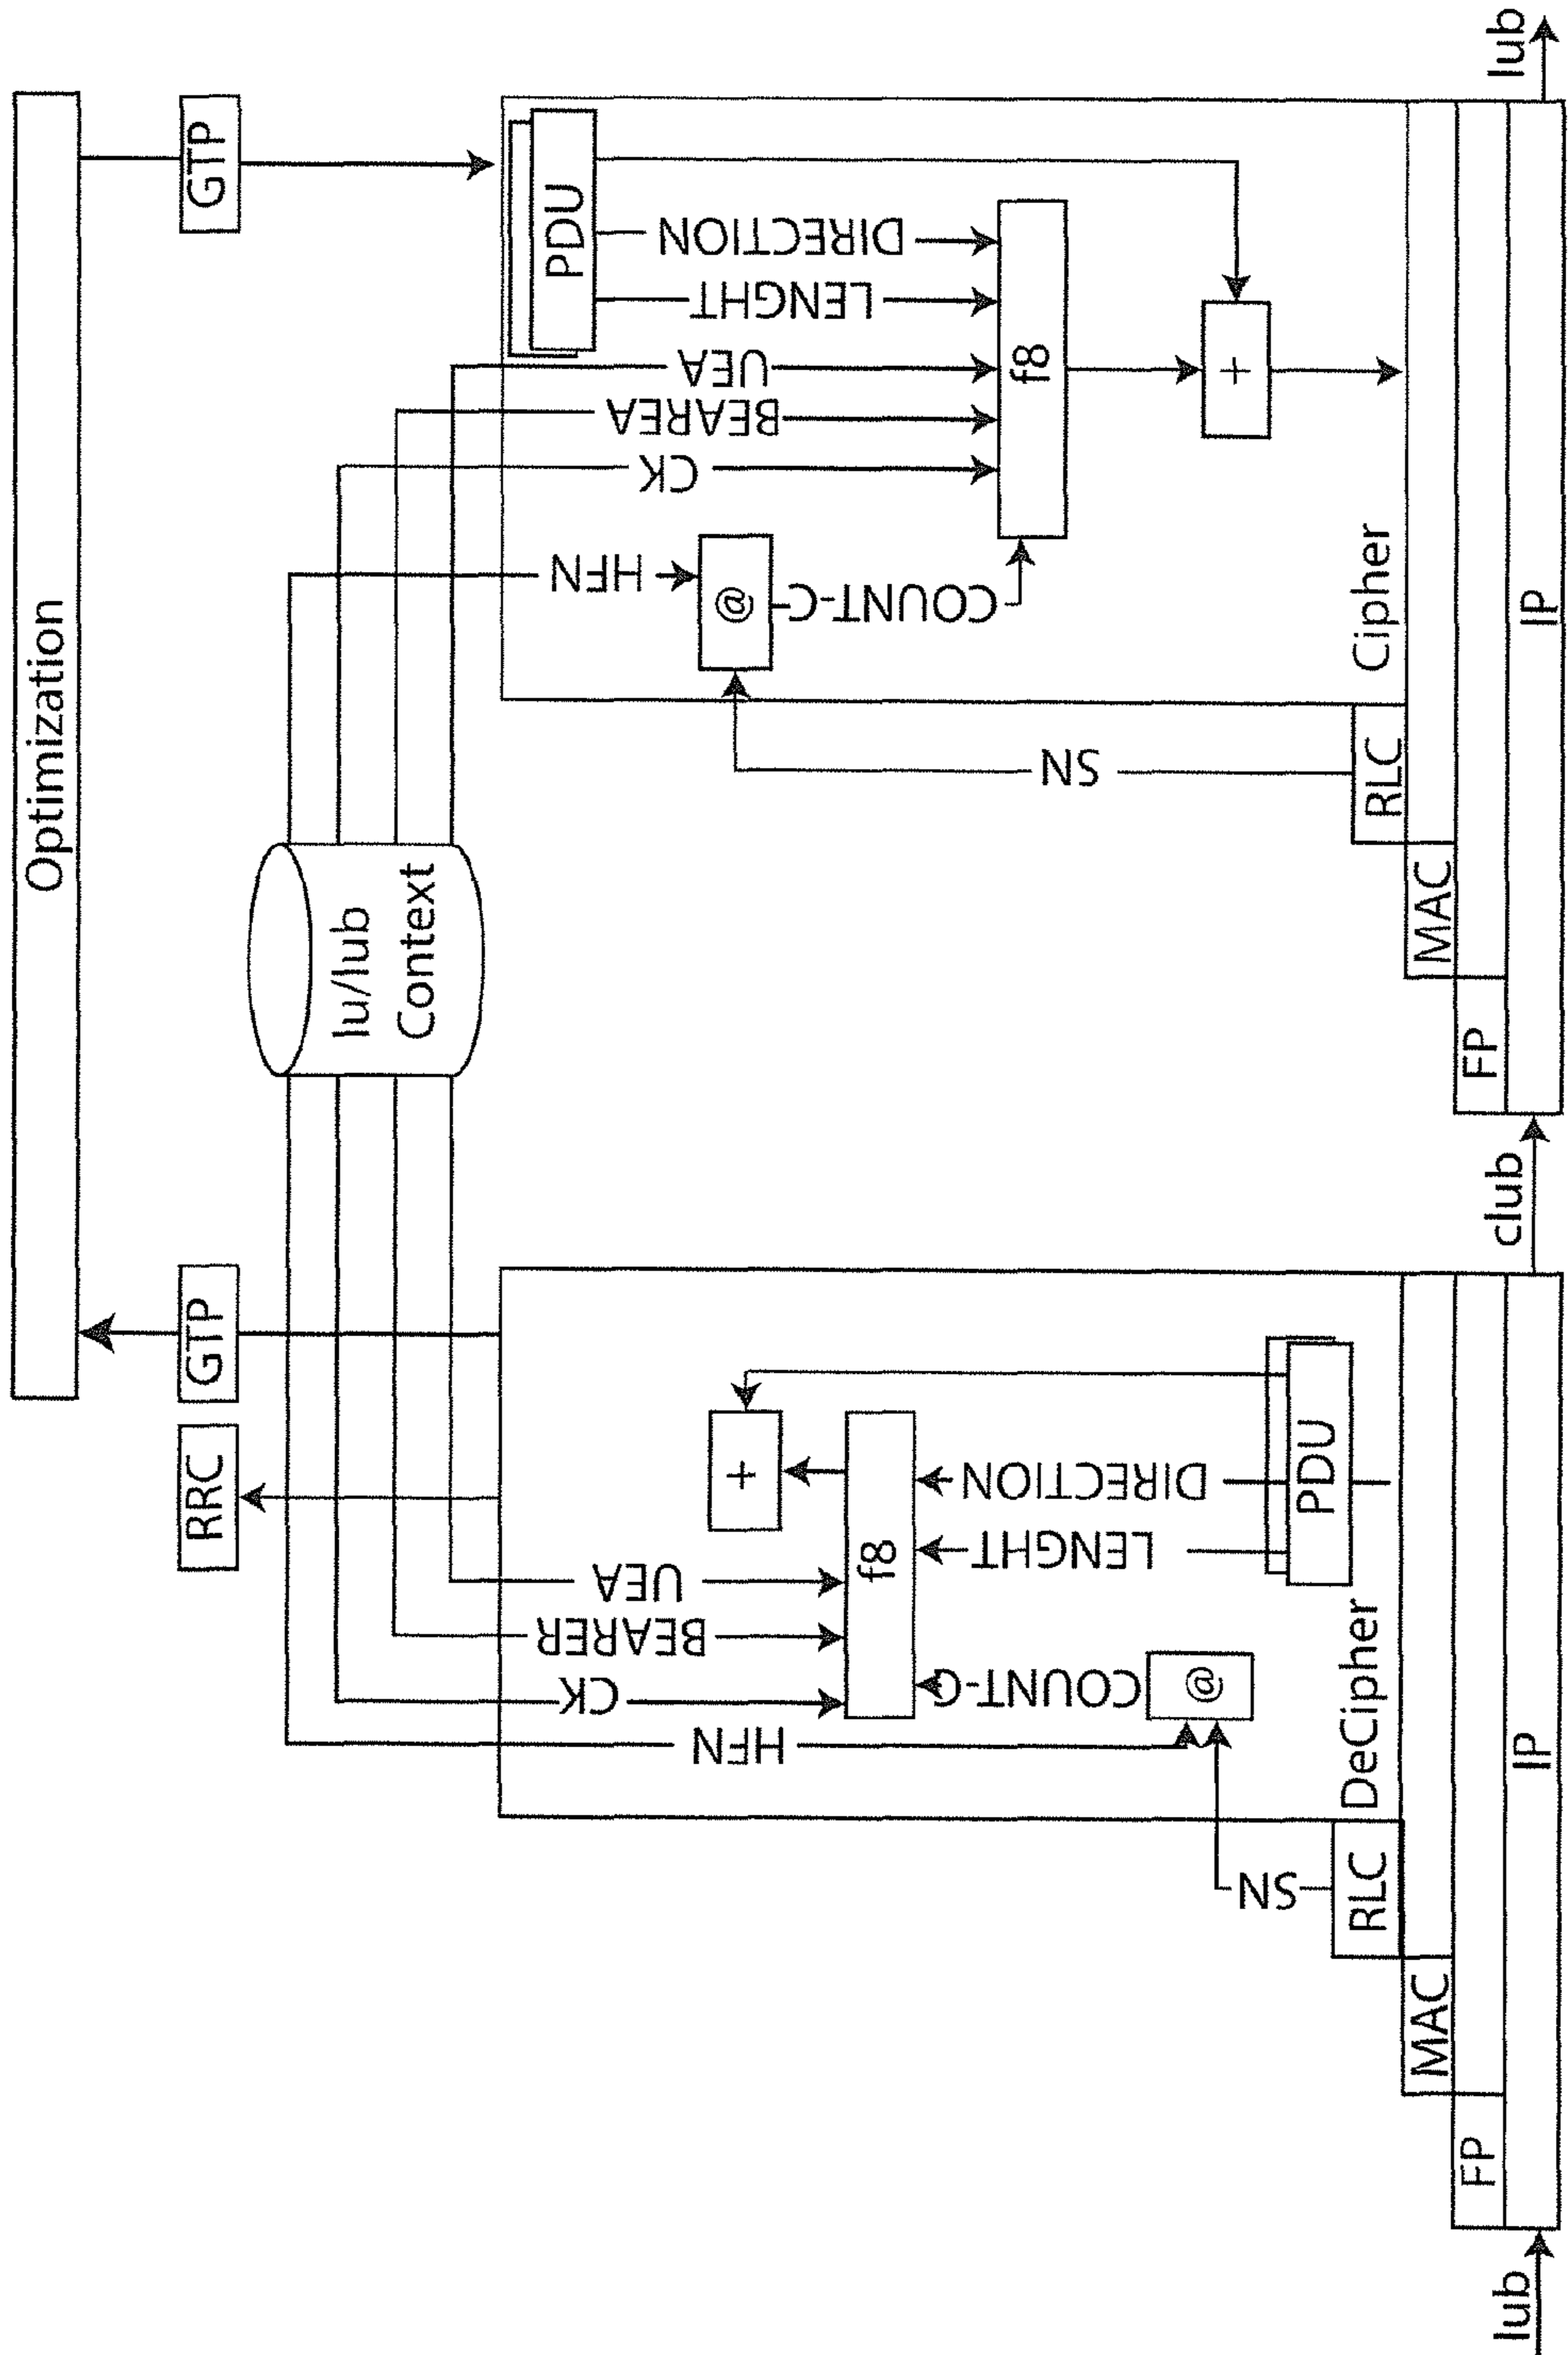 Optimization
RRC
GTP
GTP
Iu/Iub
Context
HFN
CK
BEARER
UEA
COUNT-C
@
f8
+
LENGHT
DIRECTION
PDU
SN
RLC
DeCipher
MAC
FP
IP
Iub
cIub
HFN
CK
BEAREA
UEA
LENGHT
DIRECTION
PDU
@
COUNT-C
f8
+
SN
RLC
Cipher
MAC
FP
IP
Iub